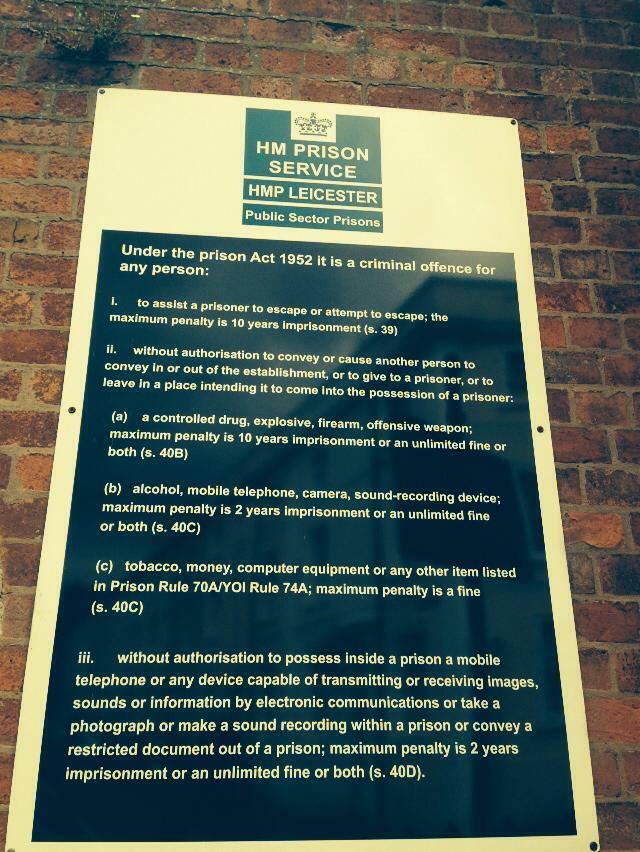 HM PRISON
SERVICE
HMP LEICESTER
Public Sector Prisons
Under the prison Act 1952 it is a criminal offence for
any person:
i. to assist a prisoner to escape or attempt to escape; the
maximum penalty is 10 years imprisonment (s. 39)
ii. without authorisation to convey or cause another person to
convey in or out of the establishment, or to give to a prisoner, or to
leave in a place intending it to come into the possession of a prisoner:
(a) a controlled drug, explosive, firearm, offensive weapon;
maximum penalty is 10 years imprisonment or an unlimited fine or
both (s. 40B)
(b) alcohol, mobile telephone, camera, sound-recording device;
maximum penalty is 2 years imprisonment or an unlimited fine
or both (s. 40C)
(c) tobacco, money, computer equipment or any other item listed
in Prison Rule 70A/YOI Rule 74A; maximum penalty is a fine
(s. 40C)
iii. without authorisation to possess inside a prison a mobile
telephone or any device capable of transmitting or receiving images,
sounds or information by electronic communications or take a
photograph or make a sound recording within a prison or convey a
restricted document out of a prison; maximum penalty is 2 years
imprisonment or an unlimited fine or both (s. 40D).